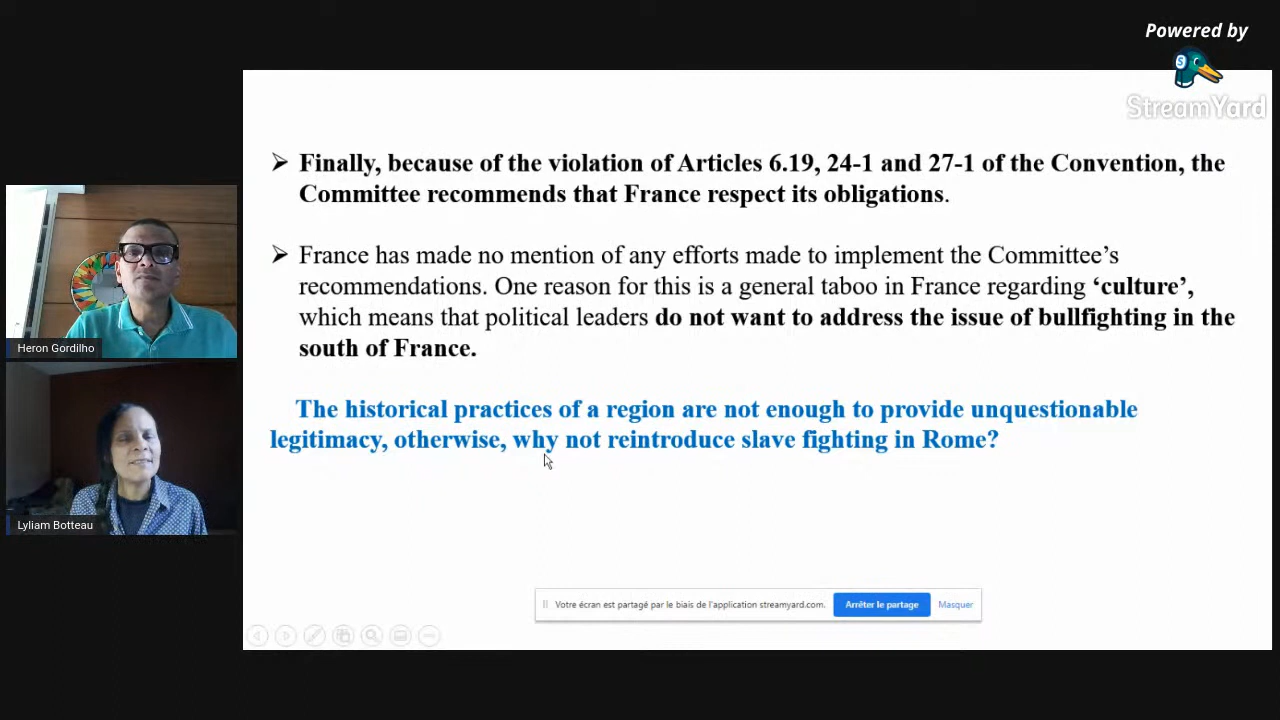 Powered by
StreamYard
➢ Finally, because of the violation of Articles 6.19, 24-1 and 27-1 of the Convention, the
Committee recommends that France respect its obligations.
➢ France has made no mention of any efforts made to implement the Committee’s
recommendations. One reason for this is a general taboo in France regarding ‘culture’,
which means that political leaders do not want to address the issue of bullfighting in the
south of France.
The historical practices of a region are not enough to provide unquestionable
legitimacy, otherwise, why not reintroduce slave fighting in Rome?
Heron Gordilho
Lyliam Botteau
Votre écran est partagé par le biais de l'application streamyard.com.
Arrêter le partage
Masquer